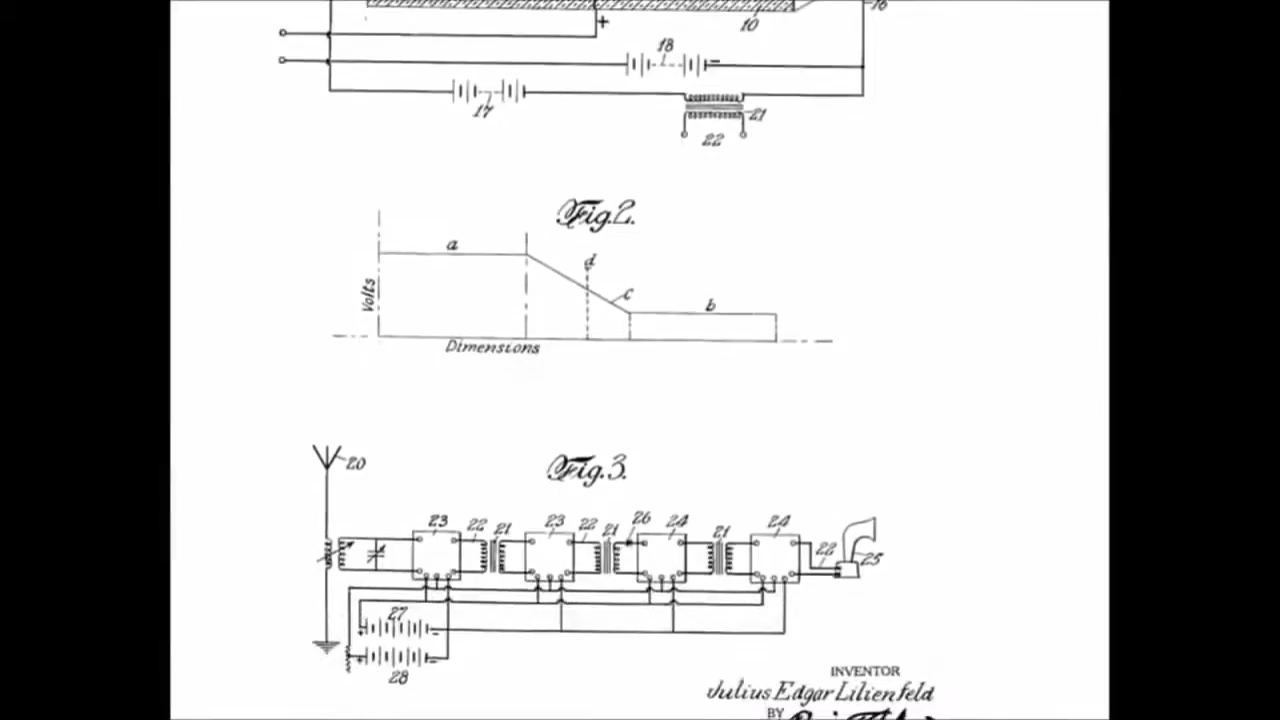 16
10
+
18
-
17
21
22
Fig.2.
a
d
Volts
c
b
Dimensions
20
Fig.3.
23 22 21 23 22 21 26 24 21 24 22 25
27
+ -
+ -
28
INVENTOR
Julius Edgar Lilienfeld
BY